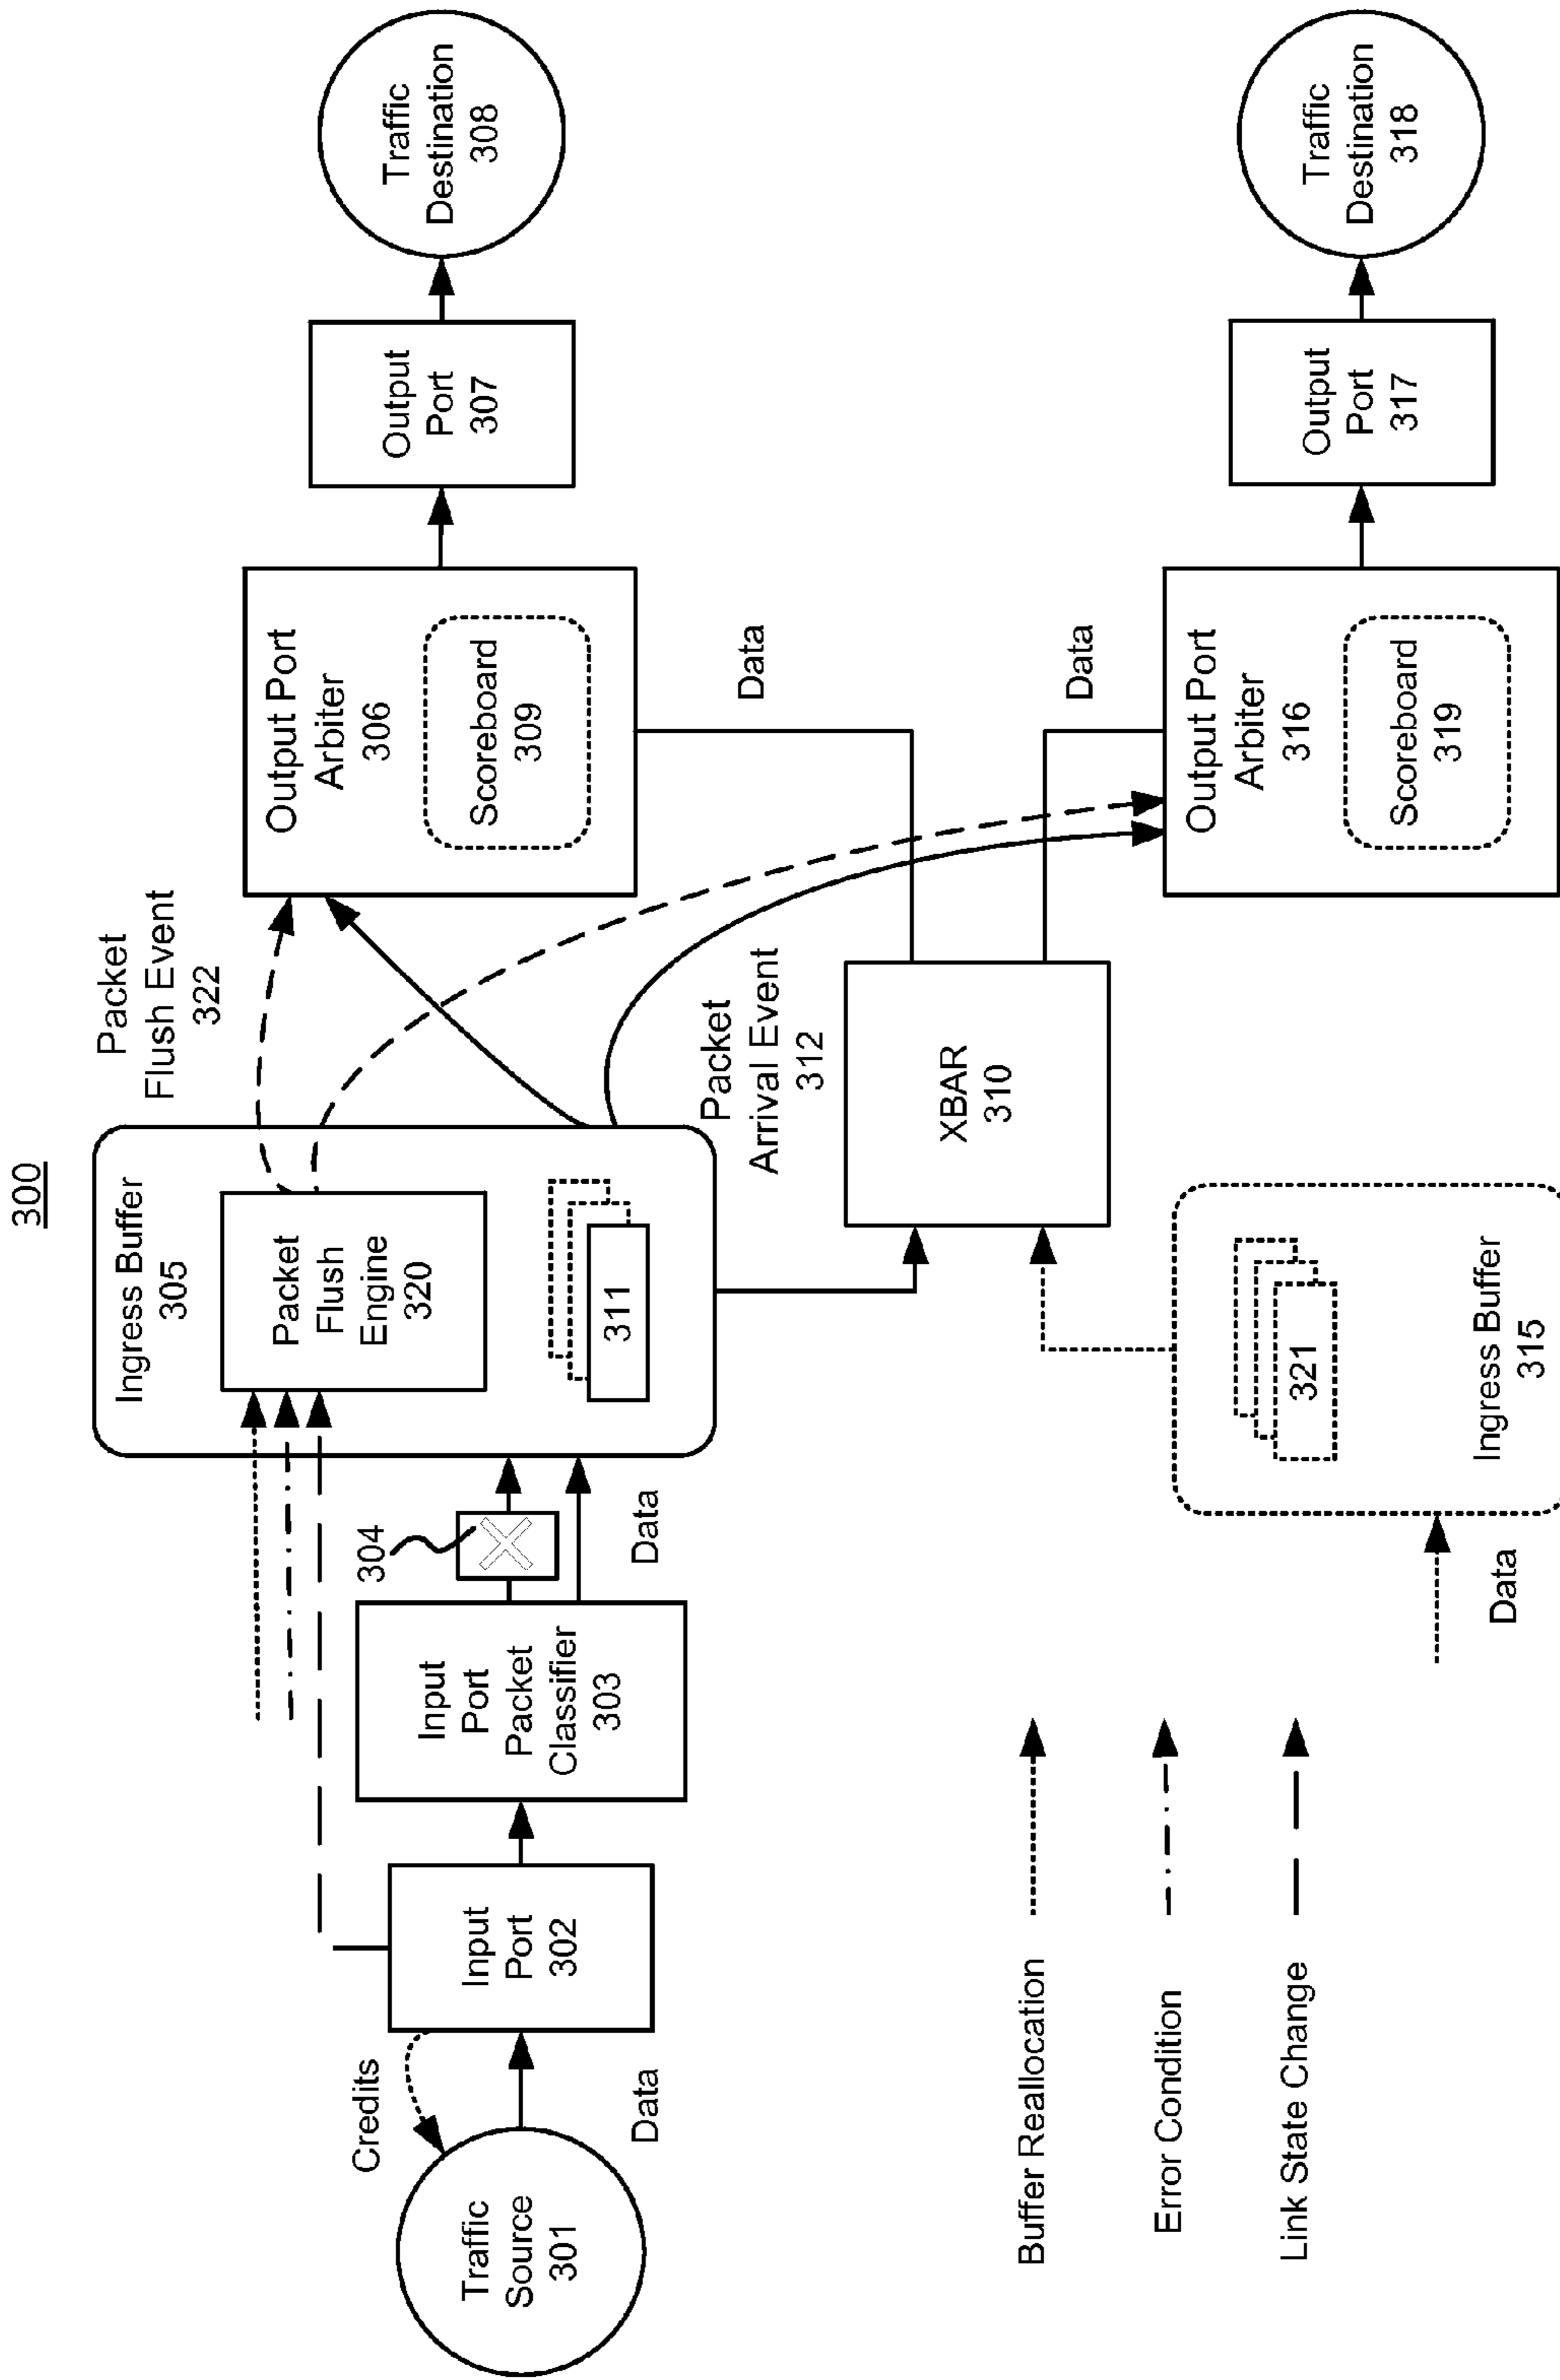 300
Traffic
Source
301
Credits
Data
Input
Port
302
Input
Port
Packet
Classifier
303
304
Data
Ingress Buffer
305
Packet
Flush
Engine
320
311
Packet
Flush Event
322
Output Port
Arbiter
306
Scoreboard
309
Output
Port
307
Traffic
Destination
308
Packet
Arrival Event
312
XBAR
310
Data
Data
Output Port
Arbiter
316
Scoreboard
319
Output
Port
317
Traffic
Destination
318
Data
321
Ingress Buffer
315
Buffer Reallocation
Error Condition
Link State Change